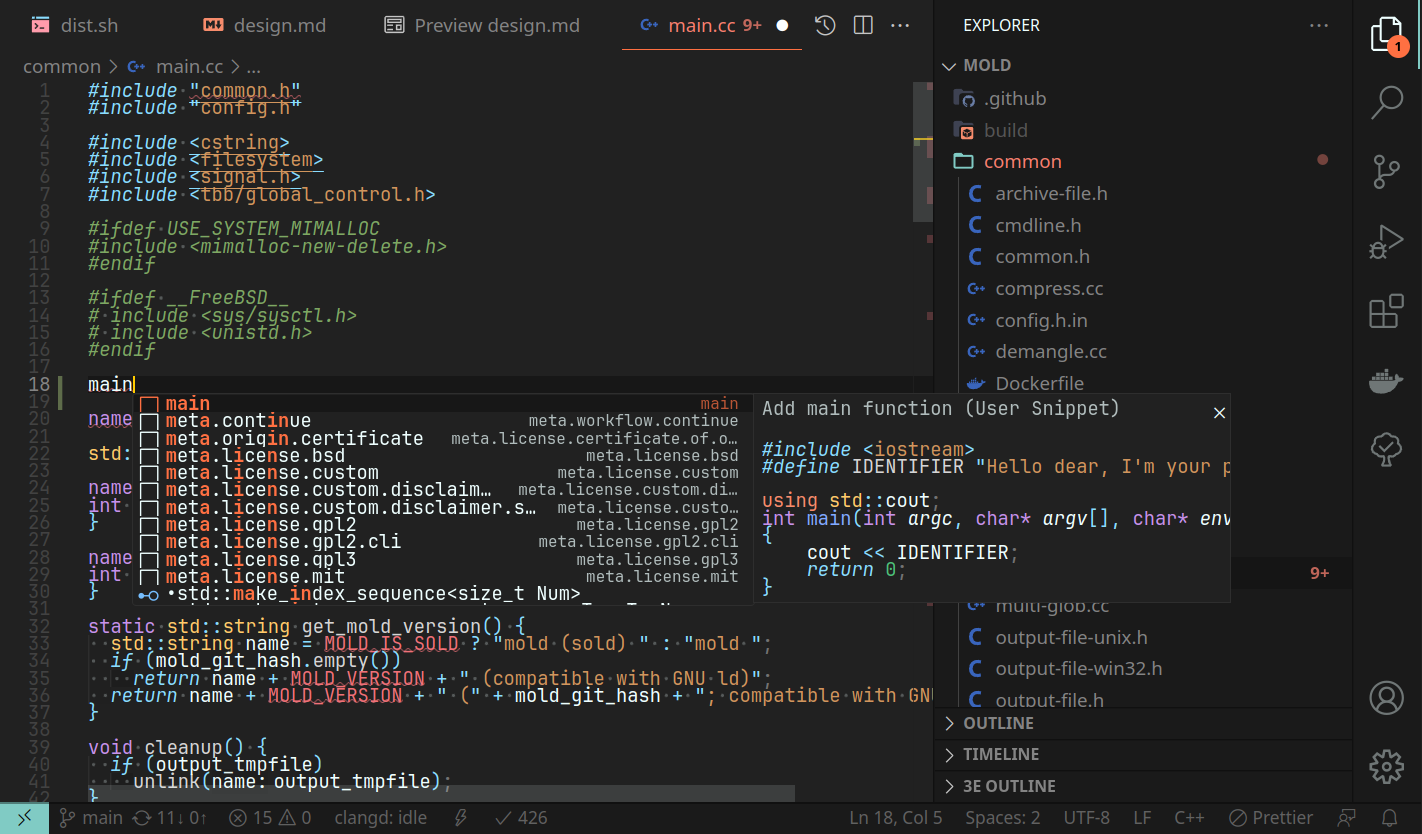 dist.sh
design.md
Preview design.md
main.cc 9+
common > main.cc > ...
1 #include "common.h"
2 #include "config.h"
3
4 #include <cstring>
5 #include <filesystem>
6 #include <signal.h>
7 #include <tbb/global_control.h>
8
9 #ifdef USE_SYSTEM_MIMALLOC
10 #include <mimalloc-new-delete.h>
11 #endif
12
13 #ifdef __FreeBSD__
14 # include <sys/sysctl.h>
15 # include <unistd.h>
16 #endif
17
18 main
19
20 name
21
22 std:
23
24 name
25 int
26 }
27
28 name
29 int
30 }
31
32 static std::string get_mold_version() {
33 std::string name = MOLD_IS_SOLD ? "mold (sold) " : "mold ";
34 if (mold_git_hash.empty())
35 return name + MOLD_VERSION + " (compatible with GNU ld)";
36 return name + MOLD_VERSION + " (" + mold_git_hash + "; compatible with GNU
37 }
38
39 void cleanup() {
40 if (output_tmpfile)
41 unlink(name: output_tmpfile);
42 }
main main
meta.continue meta.workflow.continue
meta.origin.certificate meta.license.certificate.of.o…
meta.license.bsd meta.license.bsd
meta.license.custom meta.license.custom
meta.license.custom.disclaim… meta.license.custom.di…
meta.license.custom.disclaimer.s… meta.license.custo…
meta.license.gpl2 meta.license.gpl2
meta.license.gpl2.cli meta.license.gpl2.cli
meta.license.gpl3 meta.license.gpl3
meta.license.mit meta.license.mit
•std::make_index_sequence<size_t Num>
Add main function (User Snippet)
#include <iostream>
#define IDENTIFIER "Hello dear, I'm your p
using std::cout;
int main(int argc, char* argv[], char* env
{
cout << IDENTIFIER;
return 0;
}
EXPLORER
MOLD
.github
build
common
archive-file.h
cmdline.h
common.h
compress.cc
config.h.in
demangle.cc
Dockerfile
9+
multi-glob.cc
output-file-unix.h
output-file-win32.h
output-file.h
OUTLINE
TIMELINE
3E OUTLINE
1
main 11↓ 0↑ 15 0 clangd: idle 426 Ln 18, Col 5 Spaces: 2 UTF-8 LF C++ Prettier